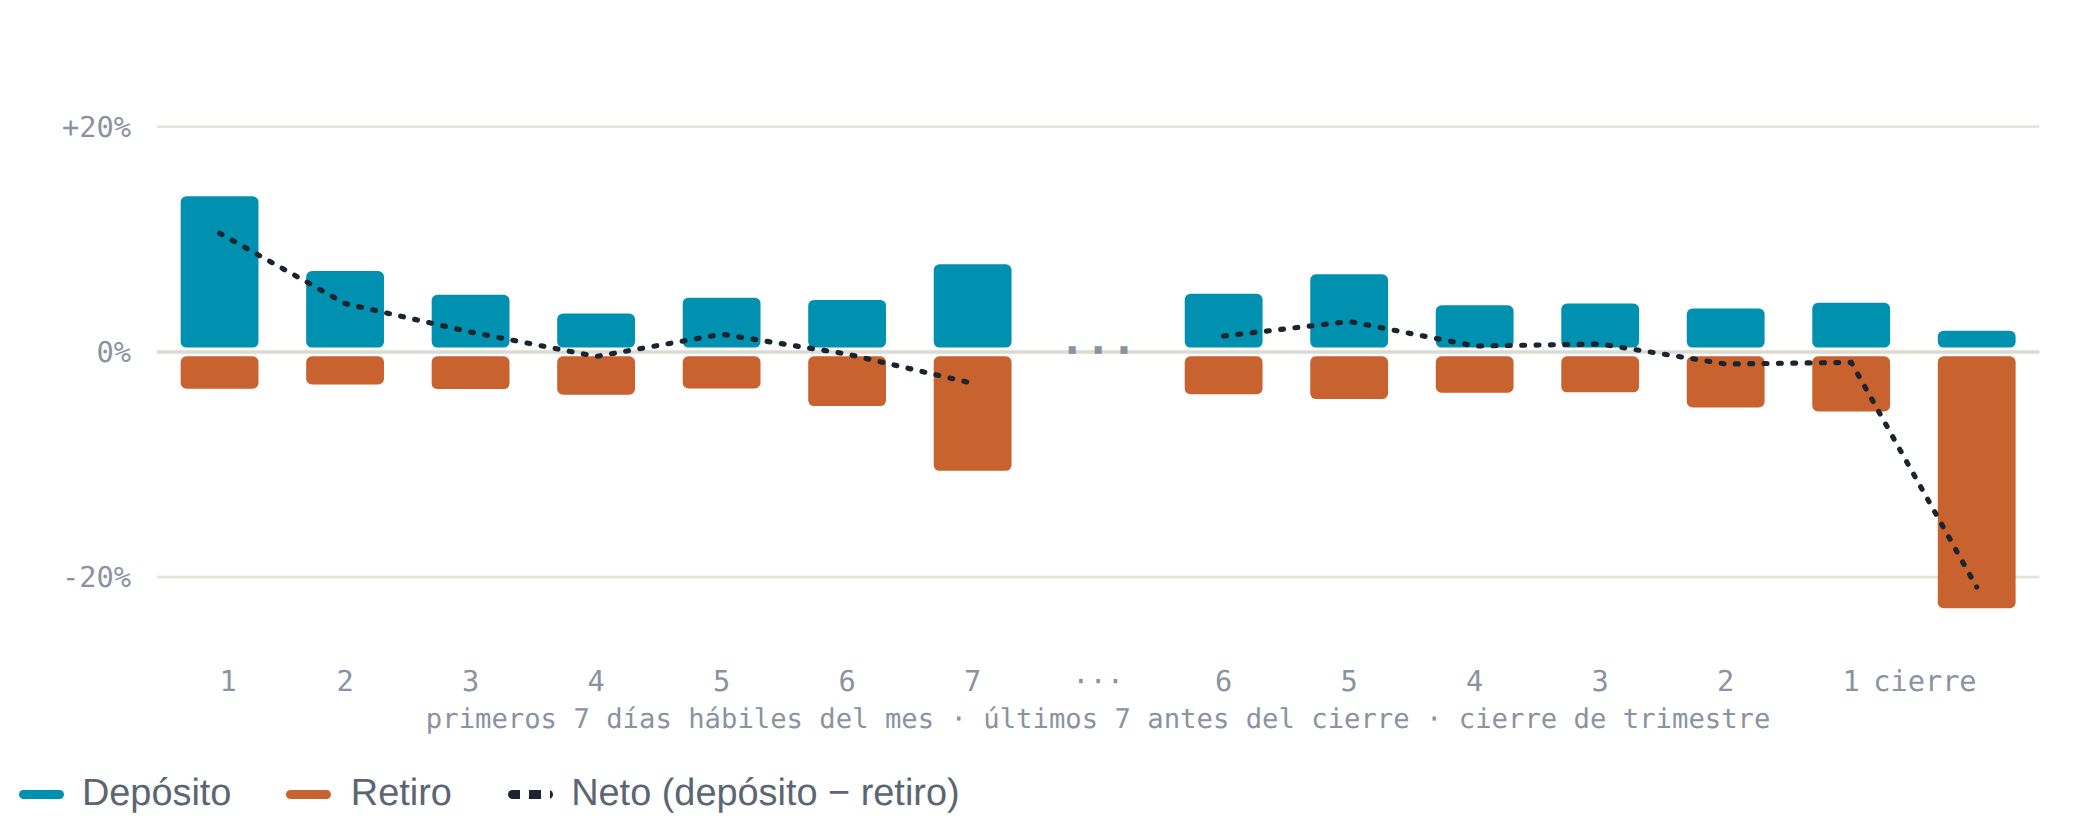 +20%
0%
-20%
...
1 2 3 4 5 6 7 ··· 6 5 4 3 2 1 cierre
primeros 7 días hábiles del mes · últimos 7 antes del cierre · cierre de trimestre
Depósito Retiro Neto (depósito − retiro)